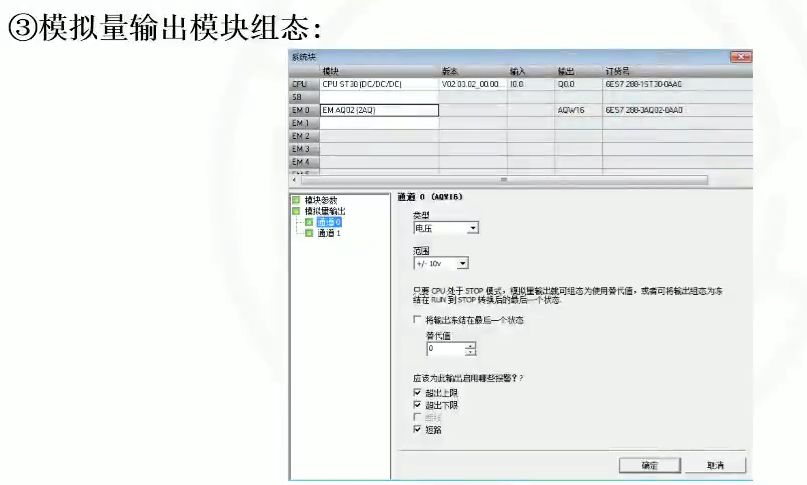 ③模拟量输出模块组态:
系统块
模块 版本 输入 输出 订货号
CPU CPU ST30 (DC/DC/DC) V02.03.02_00.00... I0.0 Q0.0 6ES7 288-1ST30-0AA0
SB
EM 0 EM AQ02 (2AQ) AQW16 6ES7 288-3AQ02-0AA0
EM 1
EM 2
EM 3
EM 4
EM 5
模块参数
模拟量输出
通道 0
通道 1
通道 0 (AQW16)
类型
电压
范围
+/- 10v
只要 CPU 处于 STOP 模式，模拟量输出就可组态为使用替代值，或者可将输出组态为冻
结在 RUN 到 STOP 转换后的最后一个状态.
将输出冻结在最后一个状态
替代值
0
应该为此输出启用哪些报警？?
超出上限
超出下限
断线
短路
确定 取消